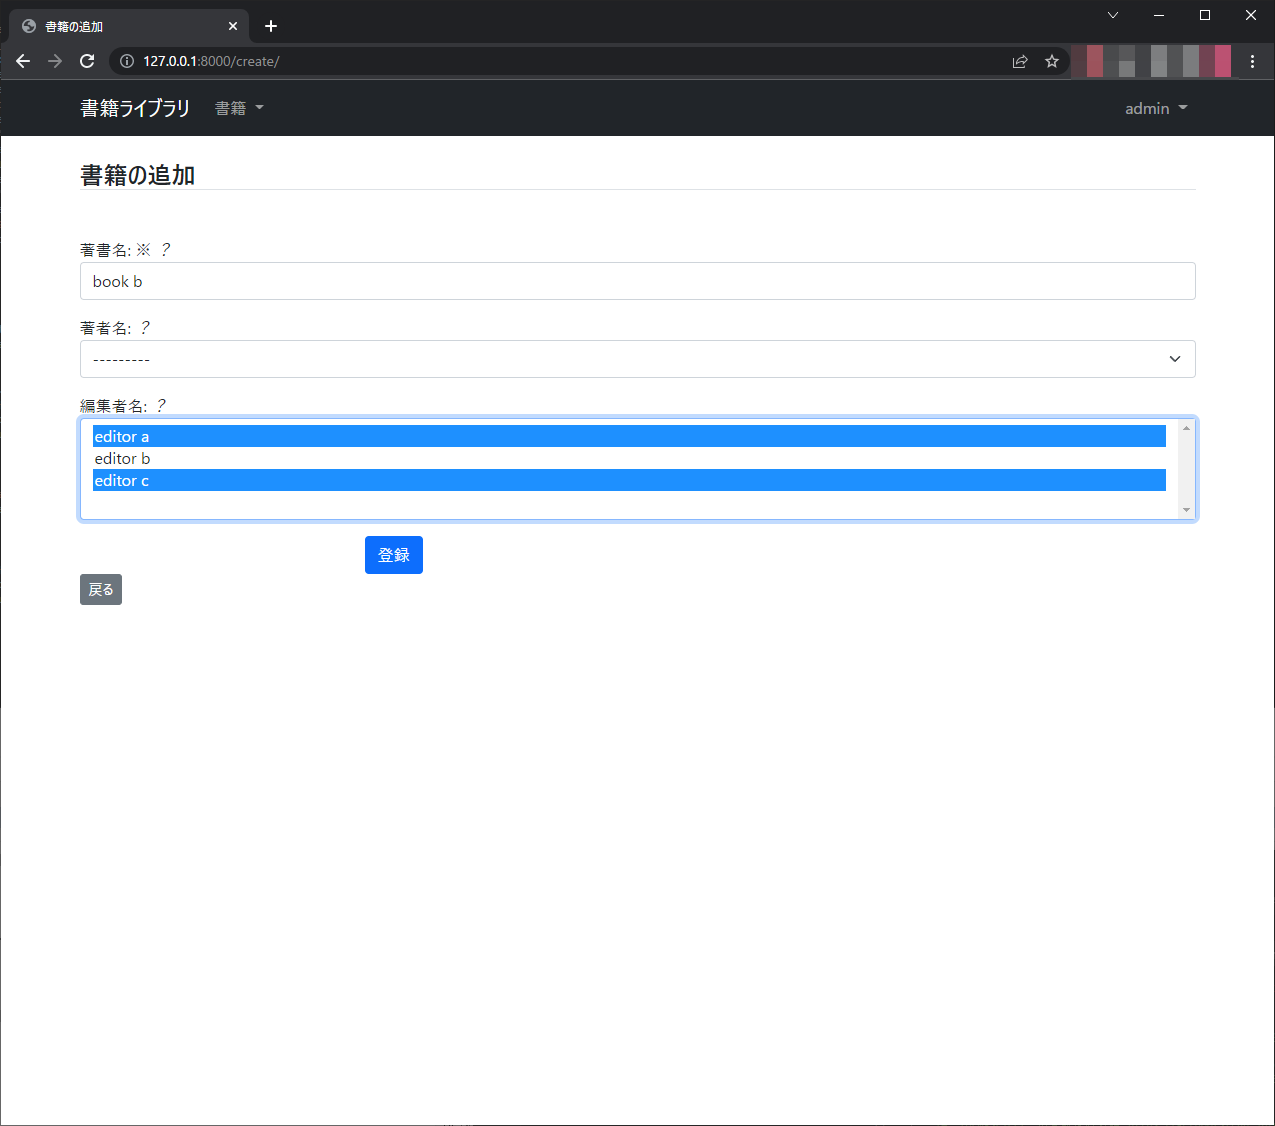 書籍の追加
127.0.0.1:8000/create/
書籍ライブラリ 書籍 admin
書籍の追加
著書名: ※ ?
book b
著者名: ?
---------
編集者名: ?
editor a
editor b
editor c
登録
戻る